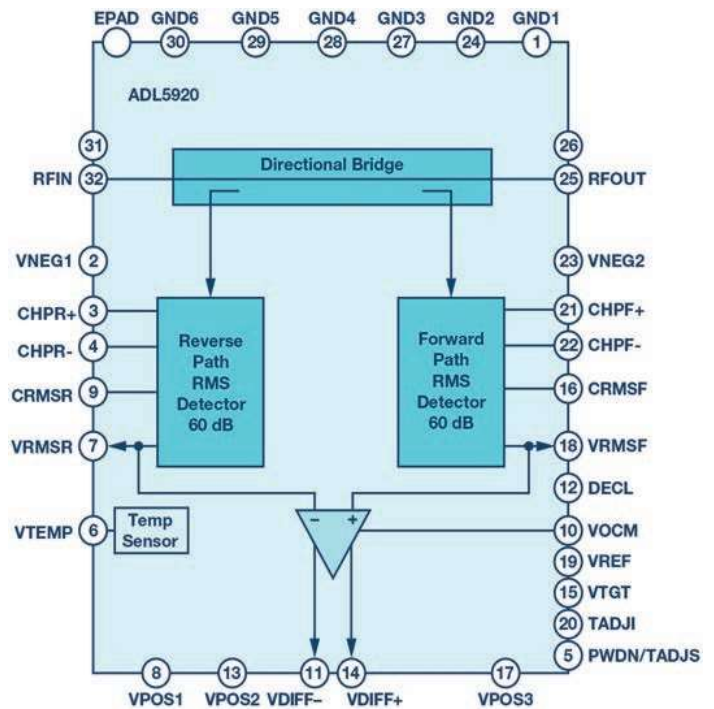 EPAD GND6 GND5 GND4 GND3 GND2 GND1
30 29 28 27 24 1
ADL5920
31 26
Directional Bridge
RFIN 32 25 RFOUT
VNEG1 2 23 VNEG2
CHPR+ 3 21 CHPF+
CHPR- 4 22 CHPF-
Reverse
Path
RMS
Detector
60 dB
Forward
Path
RMS
Detector
60 dB
CRMSR 9 16 CRMSF
VRMSR 7 18 VRMSF
12 DECL
– +
VTEMP 6
Temp
Sensor
10 VOCM
19 VREF
15 VTGT
20 TADJI
5 PWDN/TADJS
8 13 11 14 17
VPOS1 VPOS2 VDIFF– VDIFF+ VPOS3